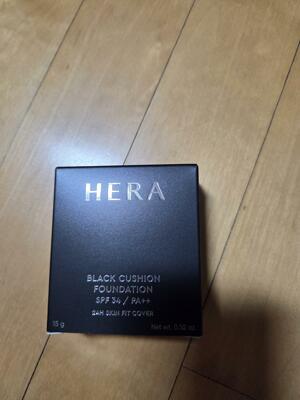 HERA
BLACK CUSHION
FOUNDATION
SPF 34 / PA++
24H SKIN FIT COVER
15 g Net wt. 0.52 oz.